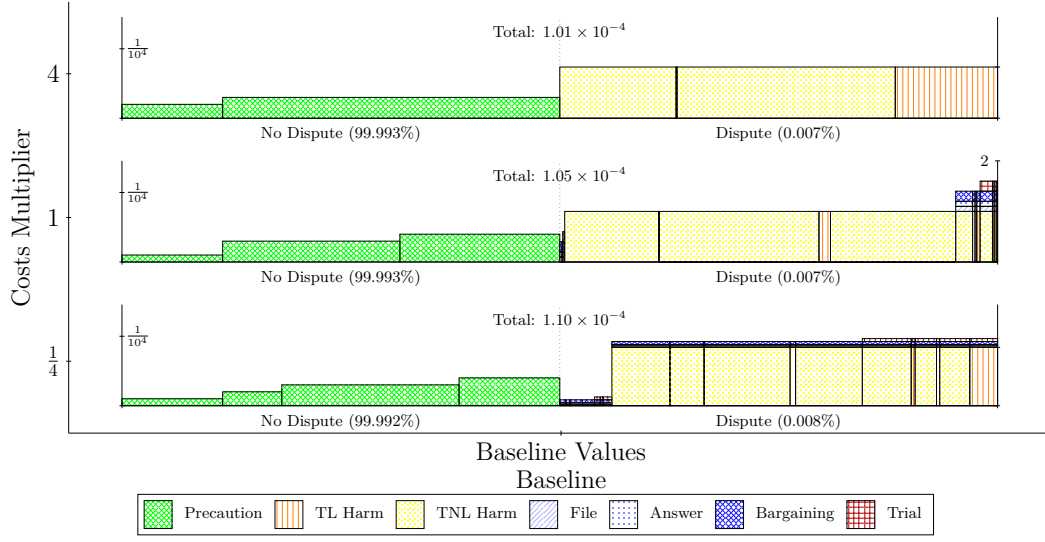 Total: 1.01 × 10⁻⁴
1/10⁴
4
No Dispute (99.993%)
Dispute (0.007%)
2
Total: 1.05 × 10⁻⁴
1/10⁴
1
No Dispute (99.993%)
Dispute (0.007%)
Total: 1.10 × 10⁻⁴
1/10⁴
1/4
No Dispute (99.992%)
Dispute (0.008%)
Costs Multiplier
Baseline Values
Baseline
Precaution TL Harm TNL Harm File Answer Bargaining Trial